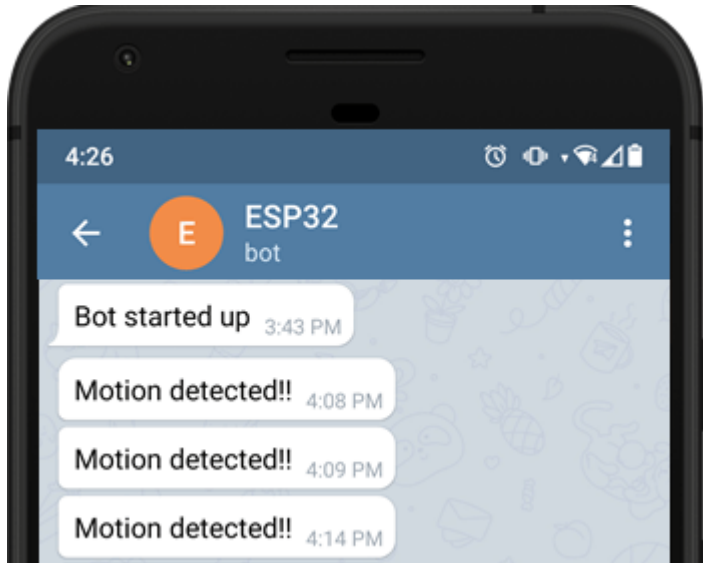 4:26
E
ESP32
bot
Bot started up 3:43 PM
Motion detected!! 4:08 PM
Motion detected!! 4:09 PM
Motion detected!! 4:14 PM